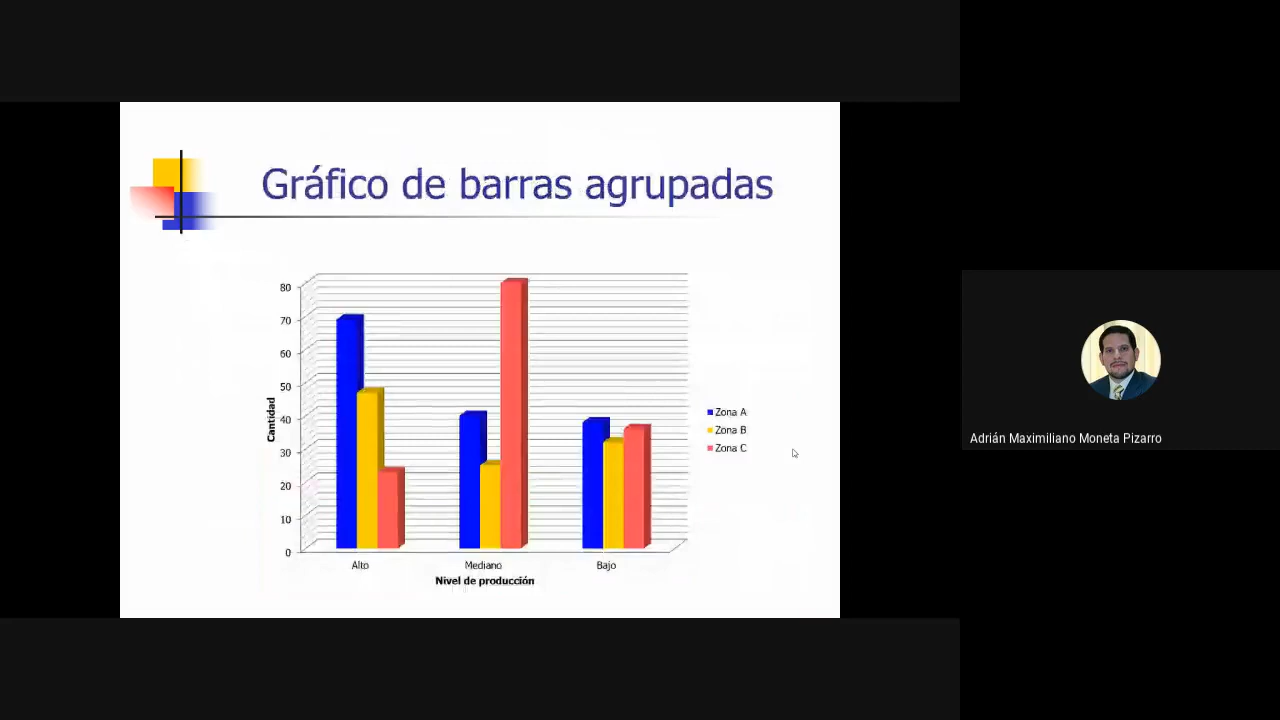 Gráfico de barras agrupadas
80
70
60
50
40
30
20
10
0
Cantidad
Alto
Mediano
Bajo
Nivel de producción
Zona A
Zona B
Zona C
Adrián Maximiliano Moneta Pizarro